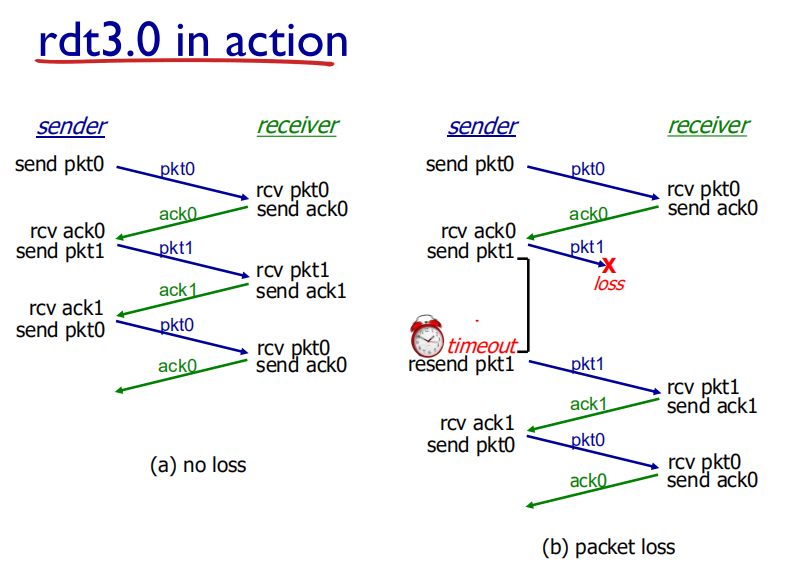 rdt3.0 in action
sender
receiver
send pkt0
pkt0
rcv pkt0
send ack0
ack0
rcv ack0
send pkt1
pkt1
rcv pkt1
send ack1
ack1
rcv ack1
send pkt0
pkt0
rcv pkt0
send ack0
ack0
(a) no loss
sender
receiver
send pkt0
pkt0
rcv pkt0
send ack0
ack0
rcv ack0
send pkt1
pkt1
X
loss
timeout
resend pkt1
pkt1
rcv pkt1
send ack1
ack1
rcv ack1
send pkt0
pkt0
rcv pkt0
send ack0
ack0
(b) packet loss